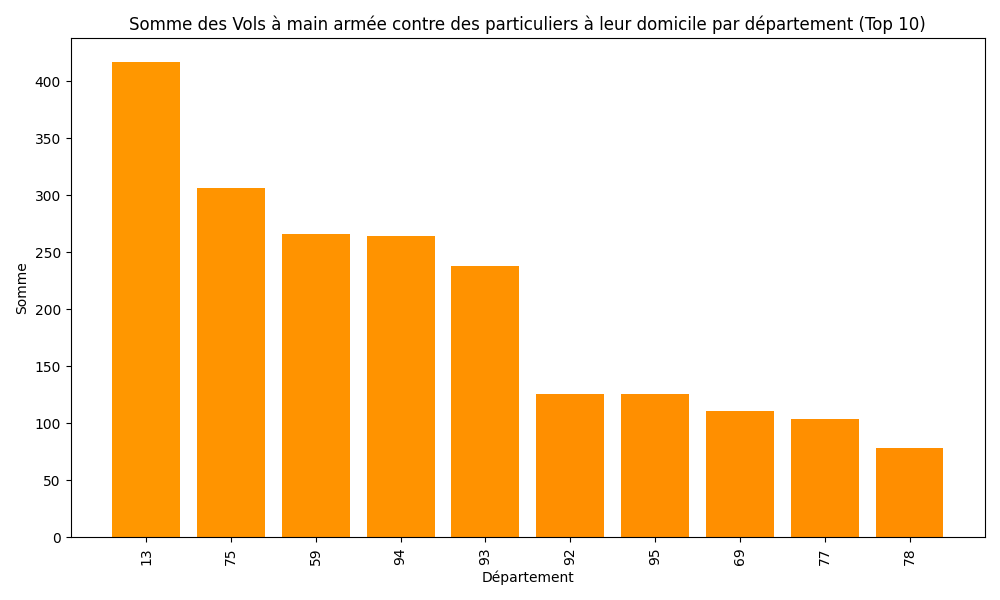 Somme des Vols à main armée contre des particuliers à leur domicile par département (Top 10)
Somme
400
350
300
250
200
150
100
50
0
13 75 59 94 93 92 95 69 77 78
Département